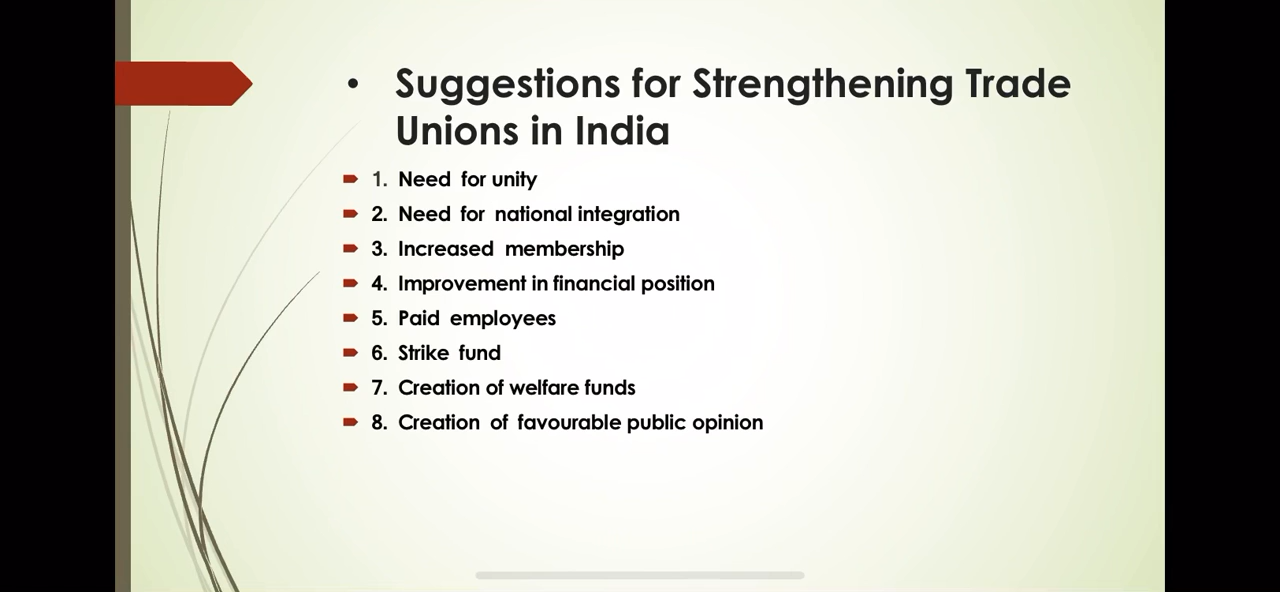 • Suggestions for Strengthening Trade
Unions in India
1. Need for unity
2. Need for national integration
3. Increased membership
4. Improvement in financial position
5. Paid employees
6. Strike fund
7. Creation of welfare funds
8. Creation of favourable public opinion